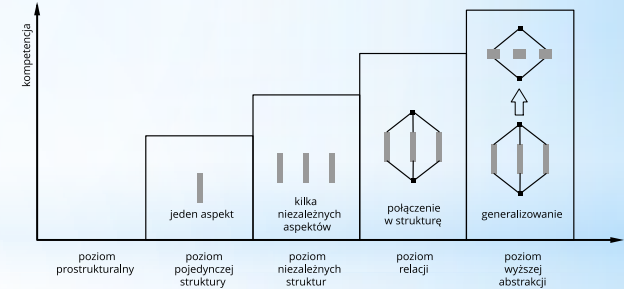 kompetencja
jeden aspekt
kilka
niezależnych
aspektów
połączenie
w strukturę
generalizowanie
poziom
prostrukturalny
poziom
pojedynczej
struktury
poziom
niezależnych
struktur
poziom
relacji
poziom
wyższej
abstrakcji